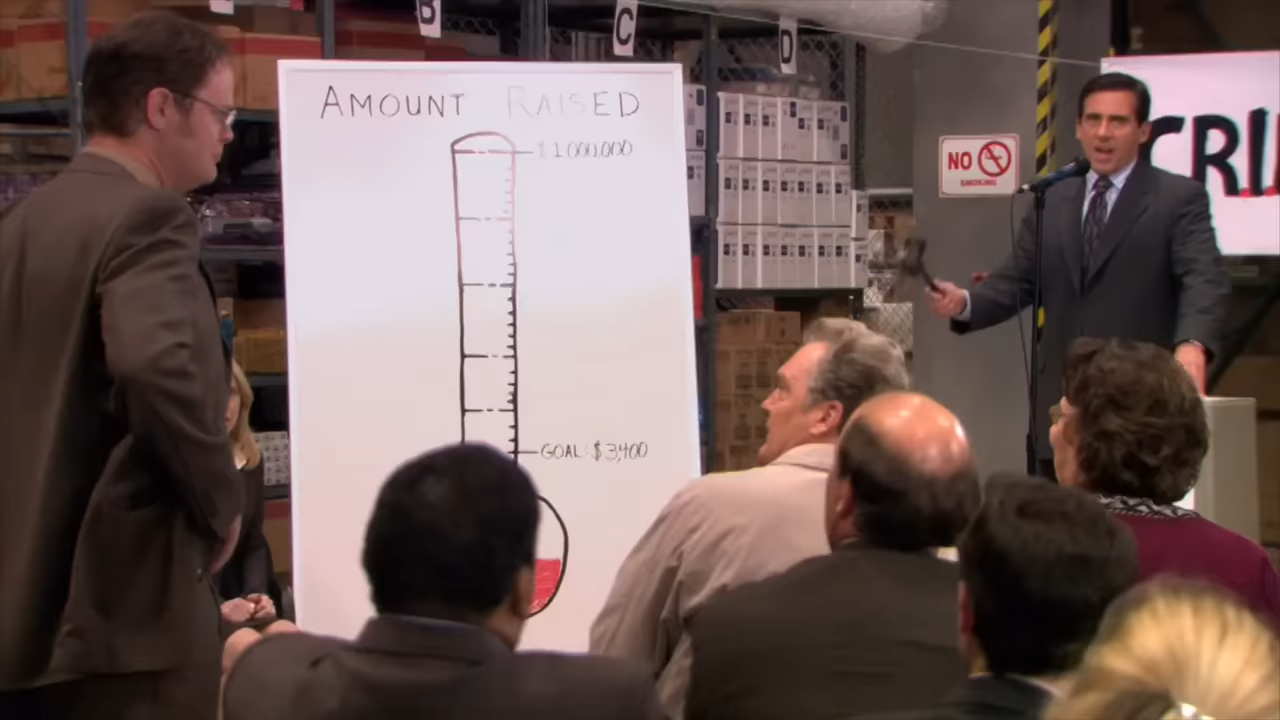 B
C
D
AMOUNT RAISED
$1,000,000
GOAL: $3,400
NO
SMOKING
CRI